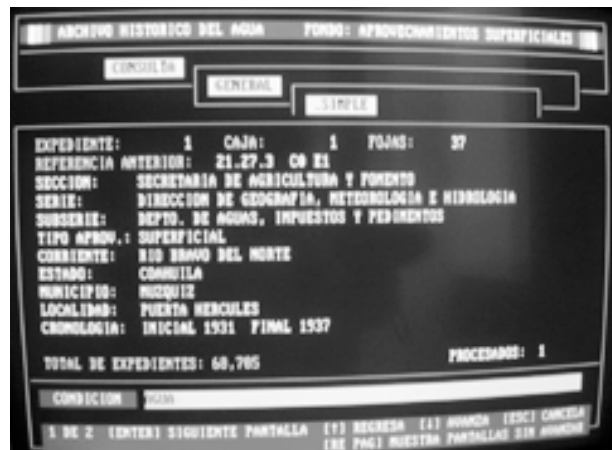 ARCHIVO HISTORICO DEL AGUA FONDO: APROVECHAMIENTOS SUPERFICIALES
CONSULTA
GENERAL
SIMPLE
EXPEDIENTE: 1 CAJA: 1 FOJAS: 37
REFERENCIA ANTERIOR: 21.27.3 C0 E1
SECCION: SECRETARIA DE AGRICULTURA Y FOMENTO
SERIE: DIRECCION DE GEOGRAFIA, METEOROLOGIA E HIDROLOGIA
SUBSERIE: DEPTO. DE AGUAS, IMPUESTOS Y PEDIMENTOS
TIPO APROV.: SUPERFICIAL
CORRIENTE: RIO BRAVO DEL NORTE
ESTADO: COAHUILA
MUNICIPIO: MUZQUIZ
LOCALIDAD: PUERTA HERCULES
CRONOLOGIA: INICIAL 1931 FINAL 1937
TOTAL DE EXPEDIENTES: 60,705 PROCESADOS: 1
CONDICION AGUA
1 DE 2 [ENTER] SIGUIENTE PANTALLA [↑] REGRESA [↓] AVANZA [ESC] CANCELA
[RE PAG] MUESTRA PANTALLAS SIN AVANZAR